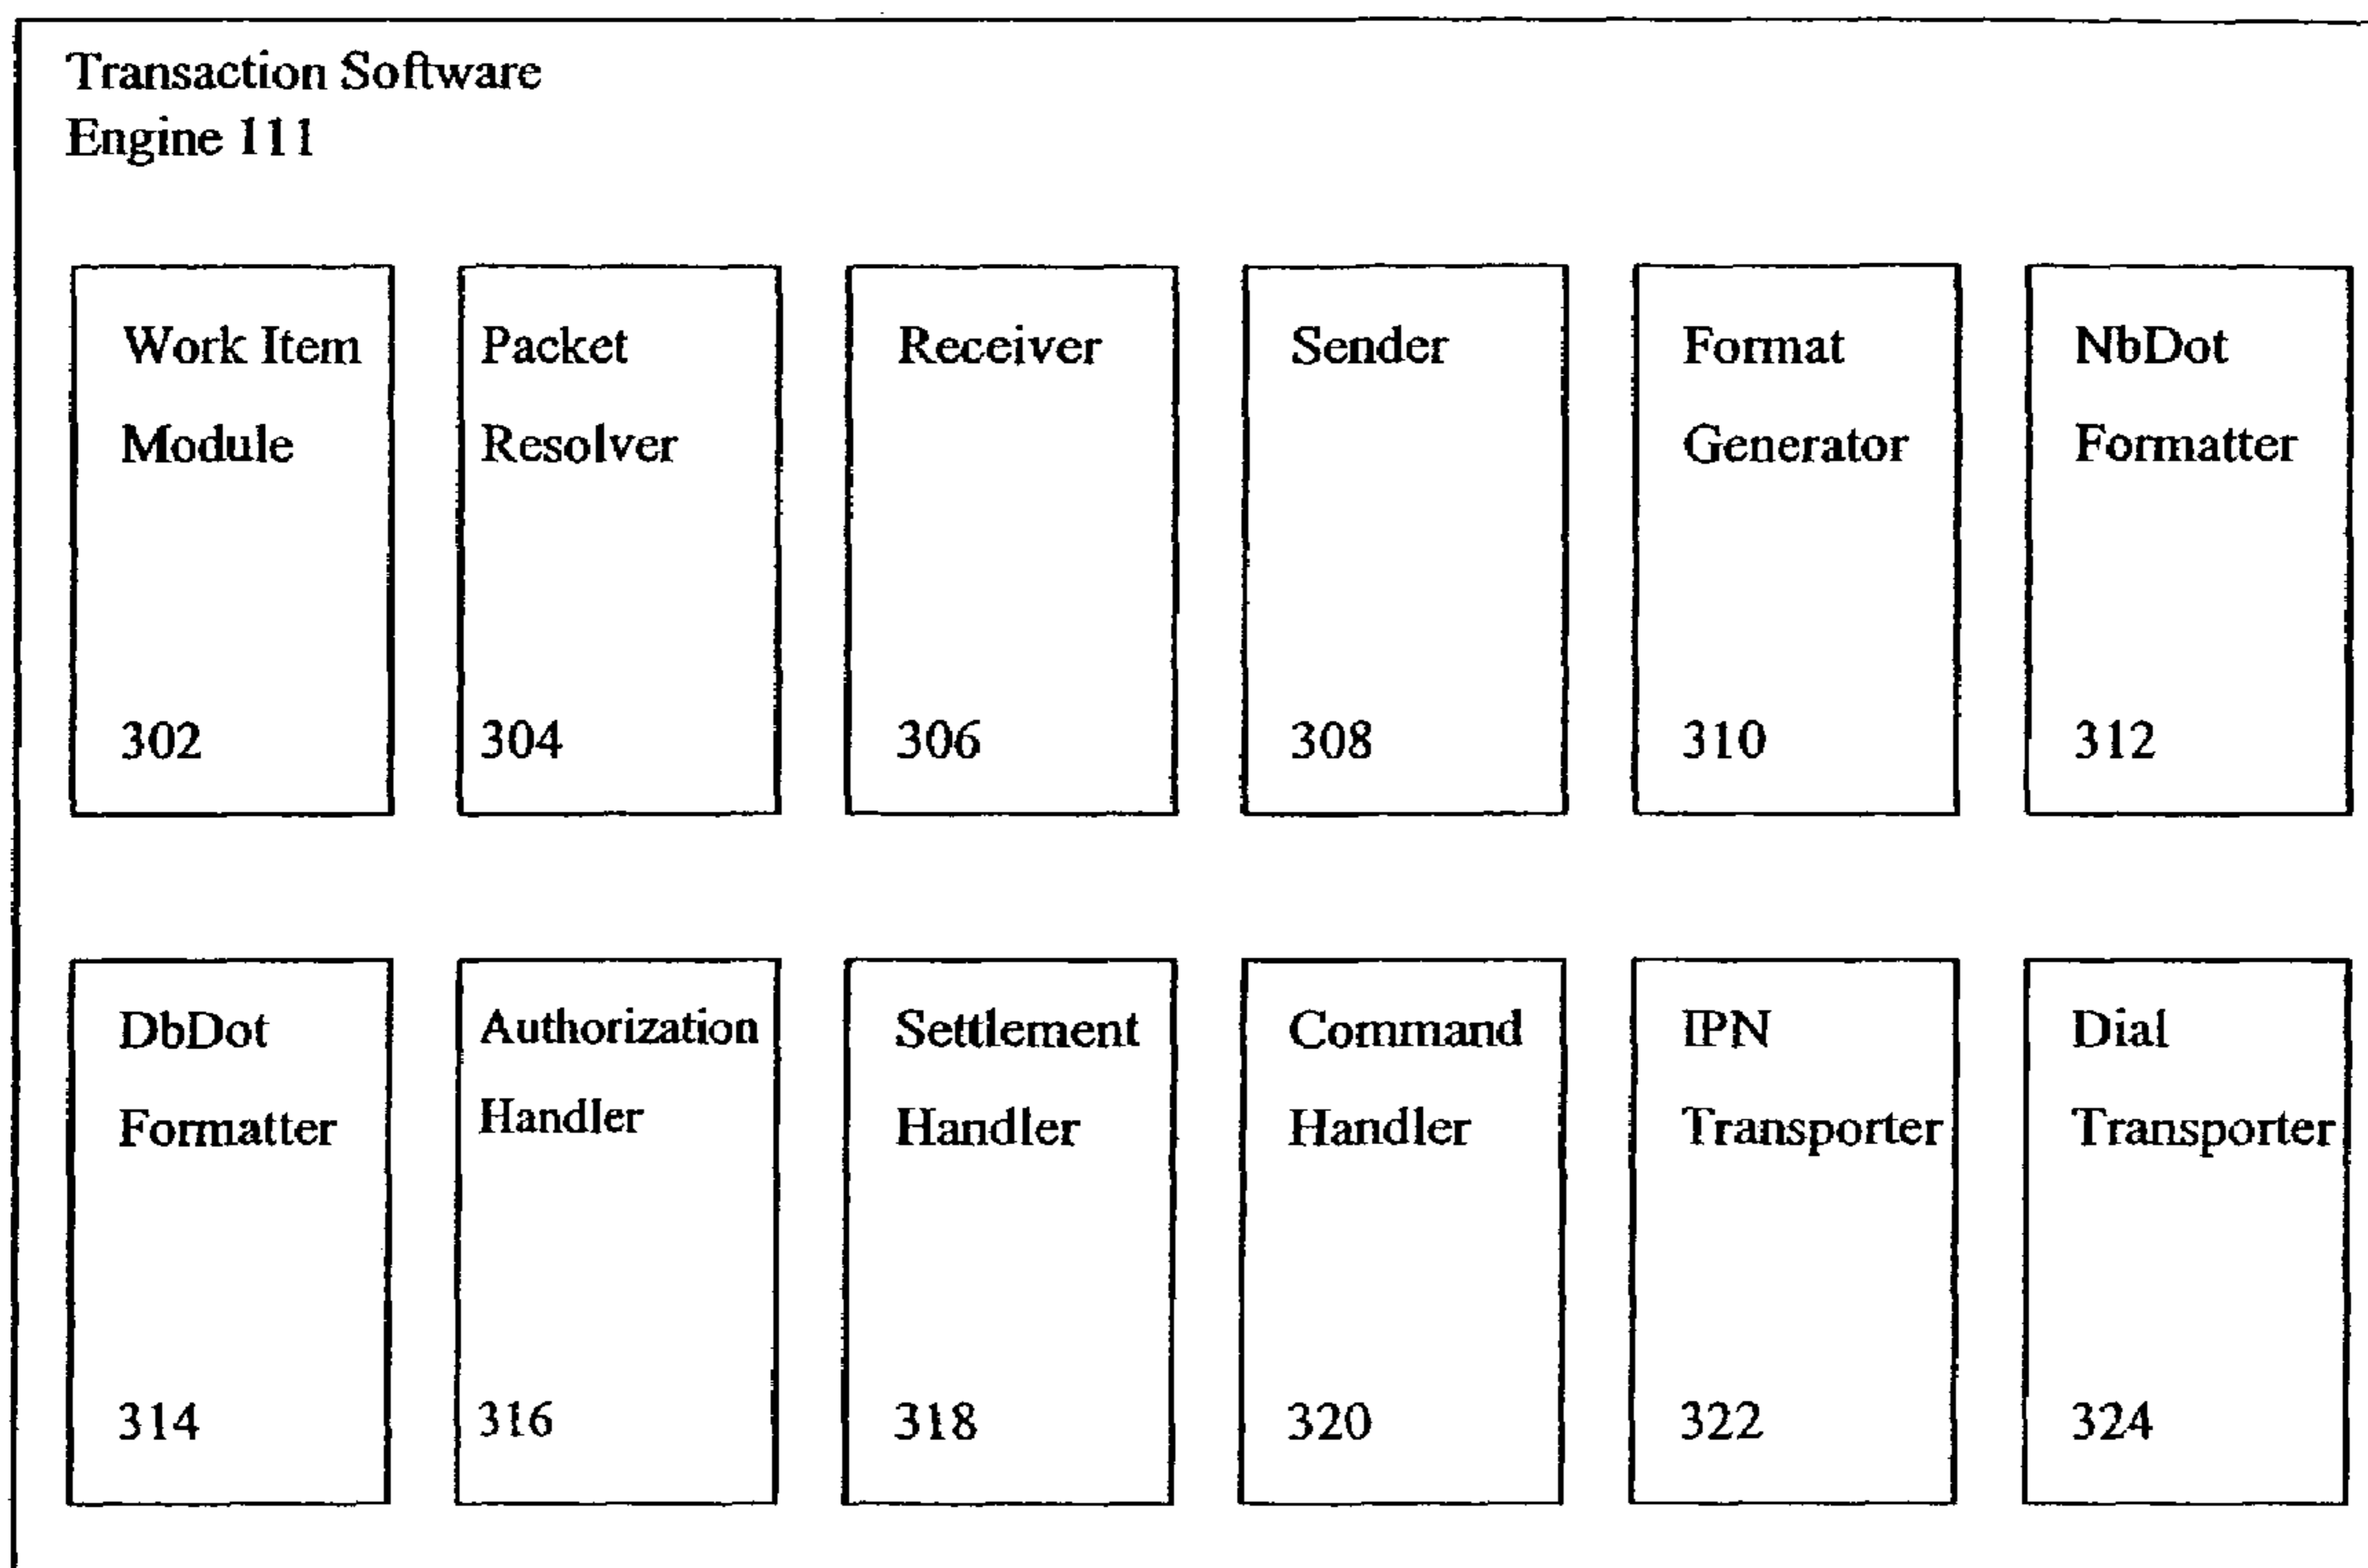 Transaction Software
Engine 111
Work Item
Module
302
Packet
Resolver
304
Receiver
306
Sender
308
Format
Generator
310
NbDot
Formatter
312
DbDot
Formatter
314
Authorization
Handler
316
Settlement
Handler
318
Command
Handler
320
IPN
Transporter
322
Dial
Transporter
324